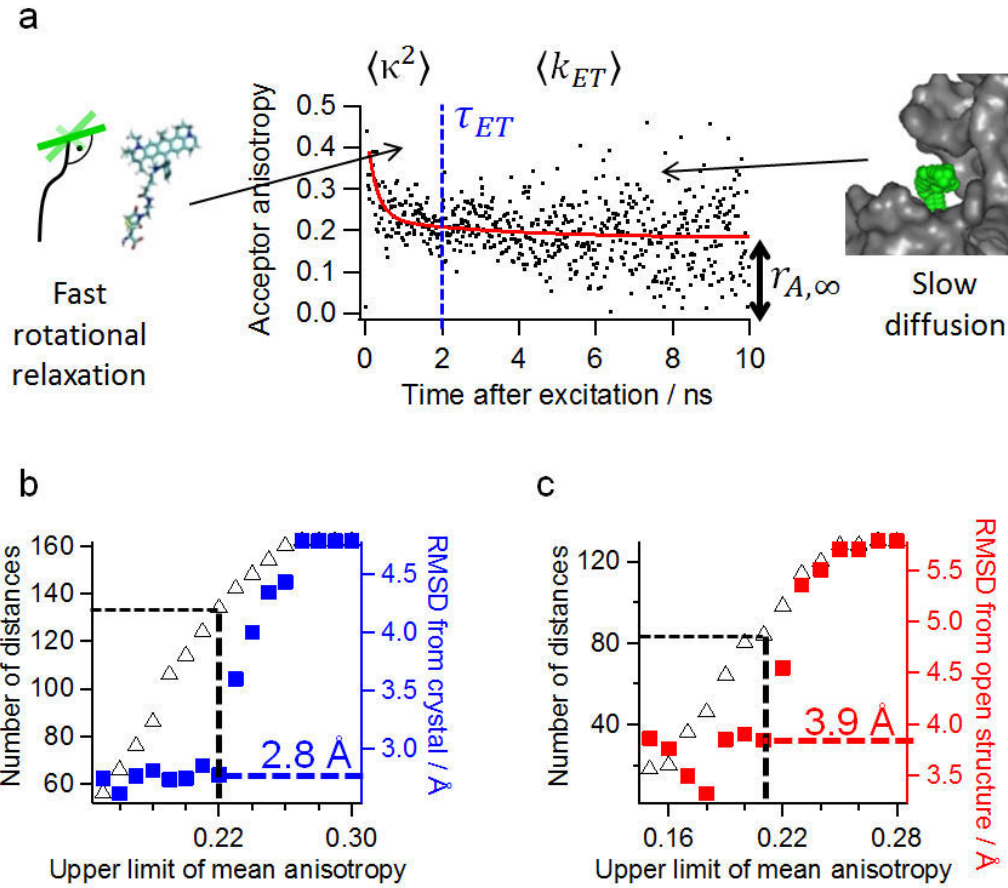 a
⟨κ²⟩
⟨k_ET⟩
τ_ET
0.5
0.4
0.3
0.2
0.1
0.0
Acceptor anisotropy
r_A,∞
0
2
4
6
8
10
Time after excitation / ns
Fast
rotational
relaxation
Slow
diffusion
b
160
140
120
100
80
60
Number of distances
4.5
4.0
3.5
3.0
RMSD from crystal / Å
2.8 Å
0.22
0.30
Upper limit of mean anisotropy
c
120
80
40
Number of distances
5.5
5.0
4.5
4.0
3.5
RMSD from open structure / Å
3.9 Å
0.16
0.22
0.28
Upper limit of mean anisotropy